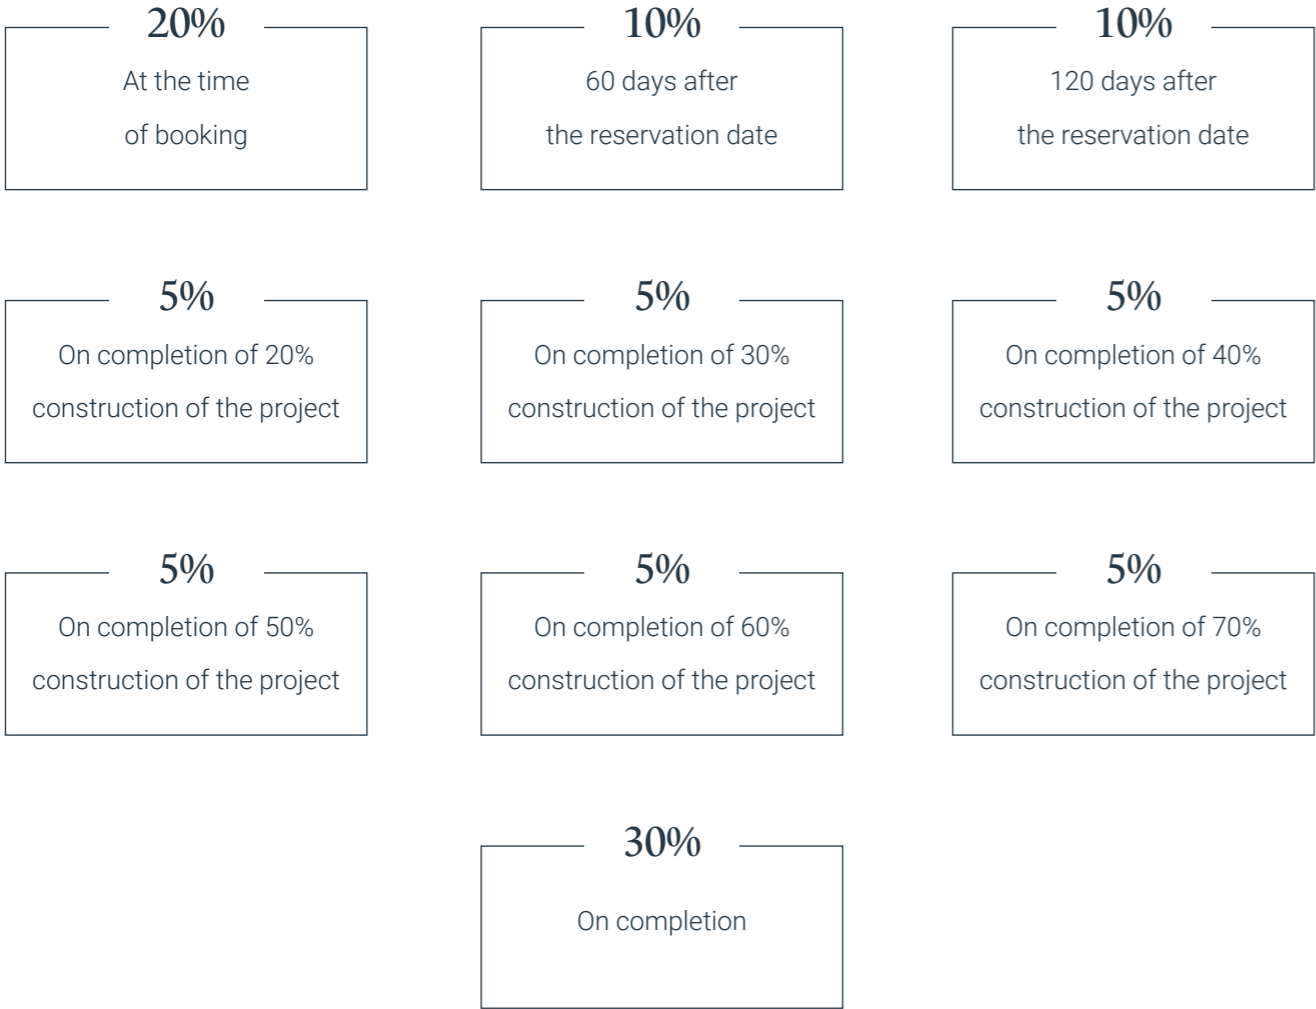 20%
At the time
of booking
10%
60 days after
the reservation date
10%
120 days after
the reservation date
5%
On completion of 20%
construction of the project
5%
On completion of 30%
construction of the project
5%
On completion of 40%
construction of the project
5%
On completion of 50%
construction of the project
5%
On completion of 60%
construction of the project
5%
On completion of 70%
construction of the project
30%
On completion